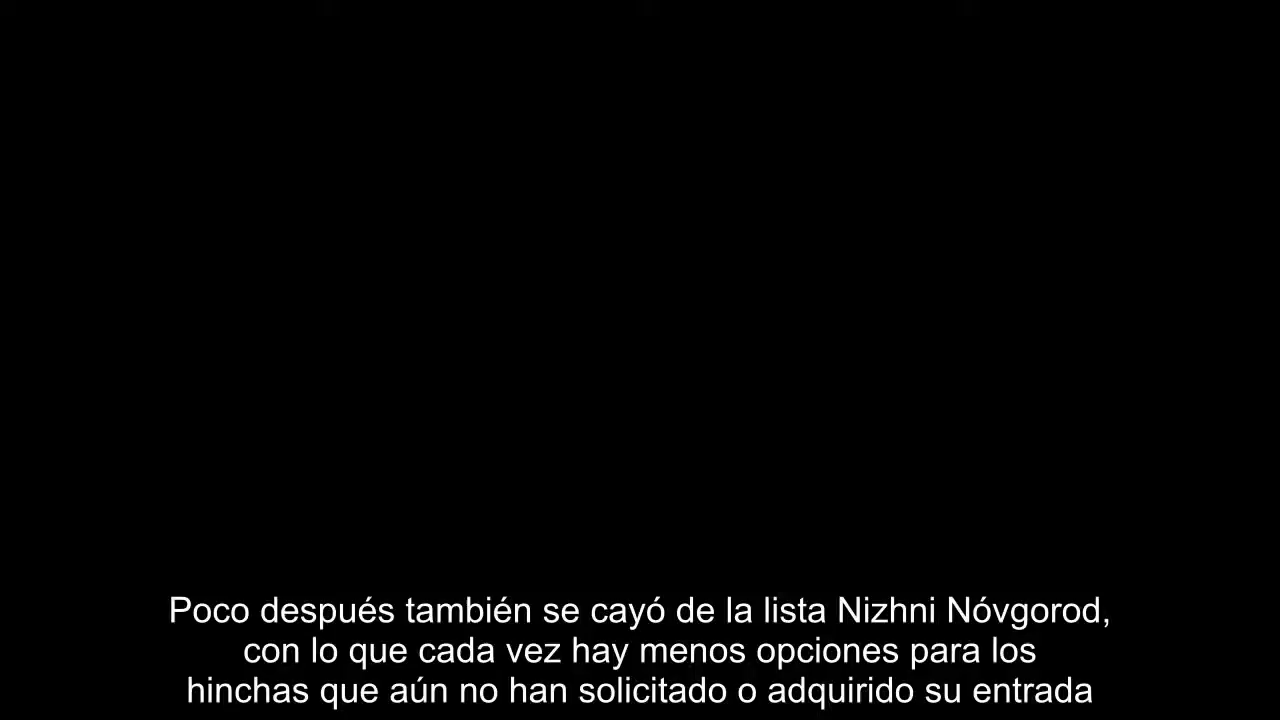 Poco después también se cayó de la lista Nizhni Nóvgorod,
con lo que cada vez hay menos opciones para los
hinchas que aún no han solicitado o adquirido su entrada